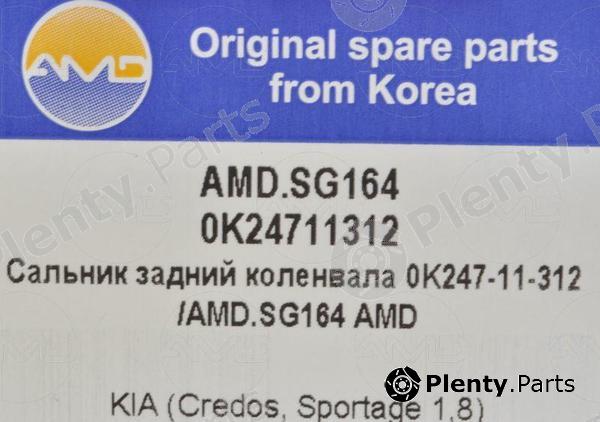 AMD
Original spare parts
from Korea
AMD.SG164
0K24711312
Сальник задний коленвала 0K247-11-312
/AMD.SG164 AMD
KIA (Credos, Sportage 1,8)
Plenty.Parts